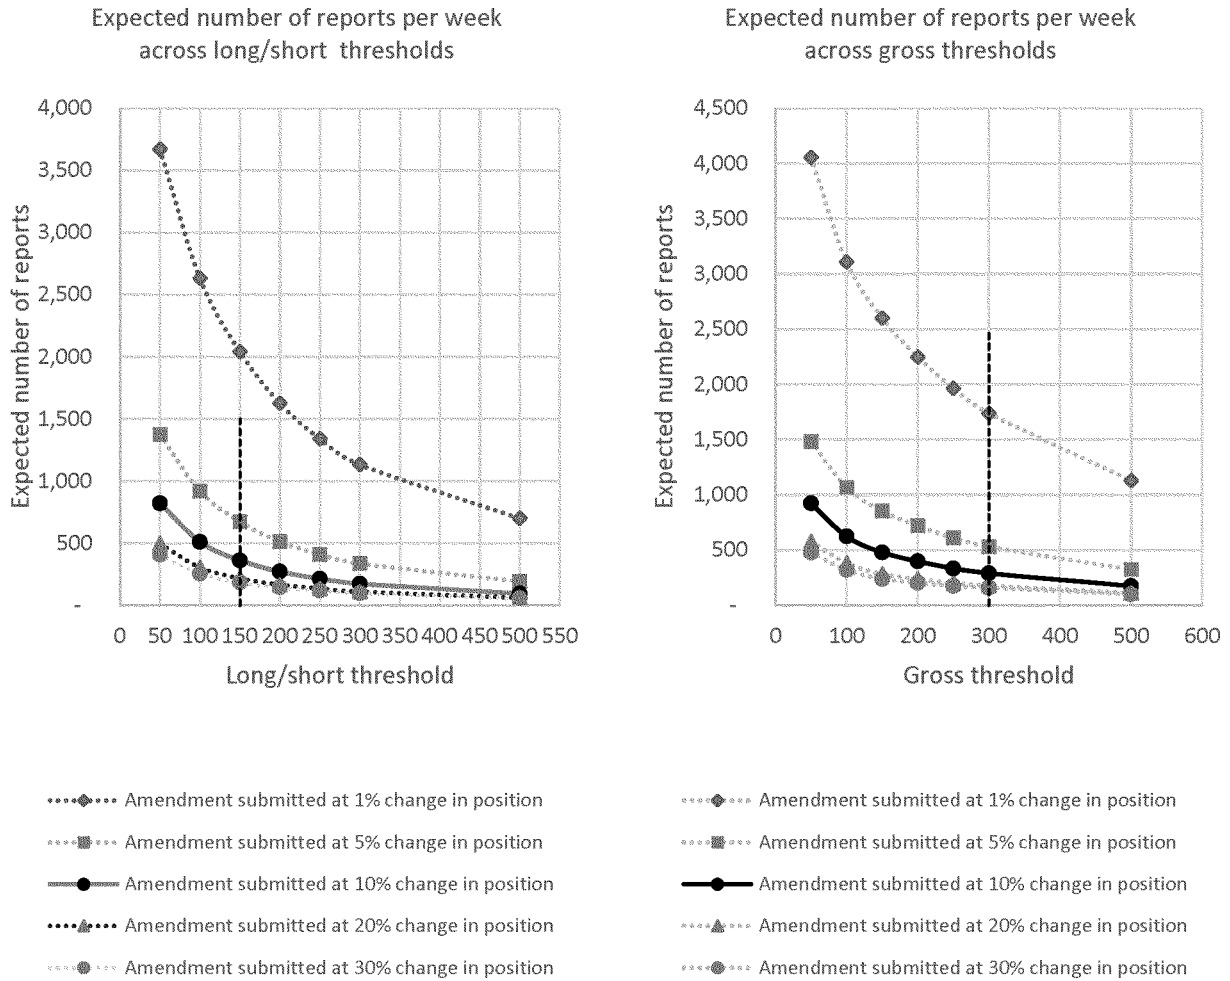 Expected number of reports per week
across long/short thresholds
4,000
3,500
3,000
2,500
2,000
1,500
1,000
500
-
Expected number of reports
0 50 100 150 200 250 300 350 400 450 500 550
Long/short threshold
Amendment submitted at 1% change in position
Amendment submitted at 5% change in position
Amendment submitted at 10% change in position
Amendment submitted at 20% change in position
Amendment submitted at 30% change in position
Expected number of reports per week
across gross thresholds
4,500
4,000
3,500
3,000
2,500
2,000
1,500
1,000
500
-
Expected number of reports
0 100 200 300 400 500 600
Gross threshold
Amendment submitted at 1% change in position
Amendment submitted at 5% change in position
Amendment submitted at 10% change in position
Amendment submitted at 20% change in position
Amendment submitted at 30% change in position